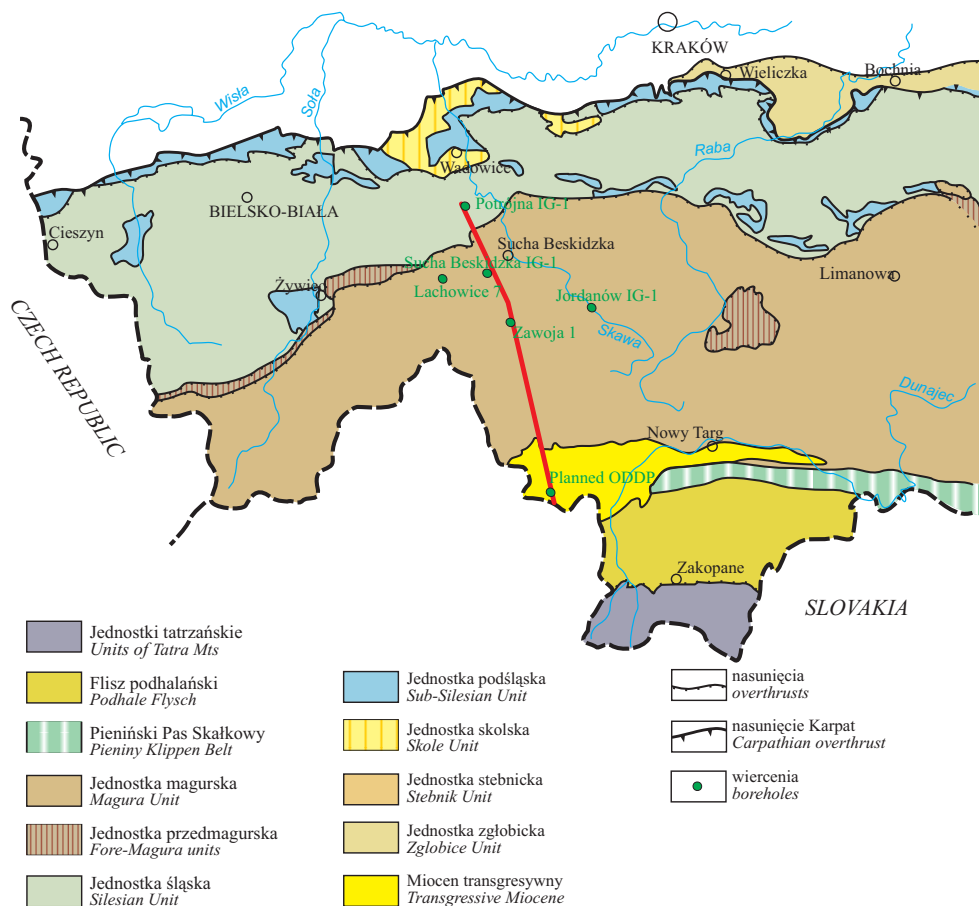 KRAKÓW
Wieliczka
Bochnia
Wisła
Soła
Raba
Wadowice
BIELSKO-BIAŁA
Potrójna IG-1
Cieszyn
Sucha Beskidzka
Sucha Beskidzka IG-1
Lachowice 7
Limanowa
Żywiec
Jordanów IG-1
Zawoja 1
Skawa
CZECH REPUBLIC
Dunajec
Nowy Targ
Planned ODDP
Zakopane
SLOVAKIA
Jednostki tatrzańskie
Units of Tatra Mts
Flisz podhalański
Podhale Flysch
Pieniński Pas Skałkowy
Pieniny Klippen Belt
Jednostka magurska
Magura Unit
Jednostka przedmagurska
Fore-Magura units
Jednostka śląska
Silesian Unit
Jednostka podśląska
Sub-Silesian Unit
Jednostka skolska
Skole Unit
Jednostka stebnicka
Stebnik Unit
Jednostka zgłobicka
Zglobice Unit
Miocen transgresywny
Transgressive Miocene
nasunięcia
overthrusts
nasunięcie Karpat
Carpathian overthrust
wiercenia
boreholes